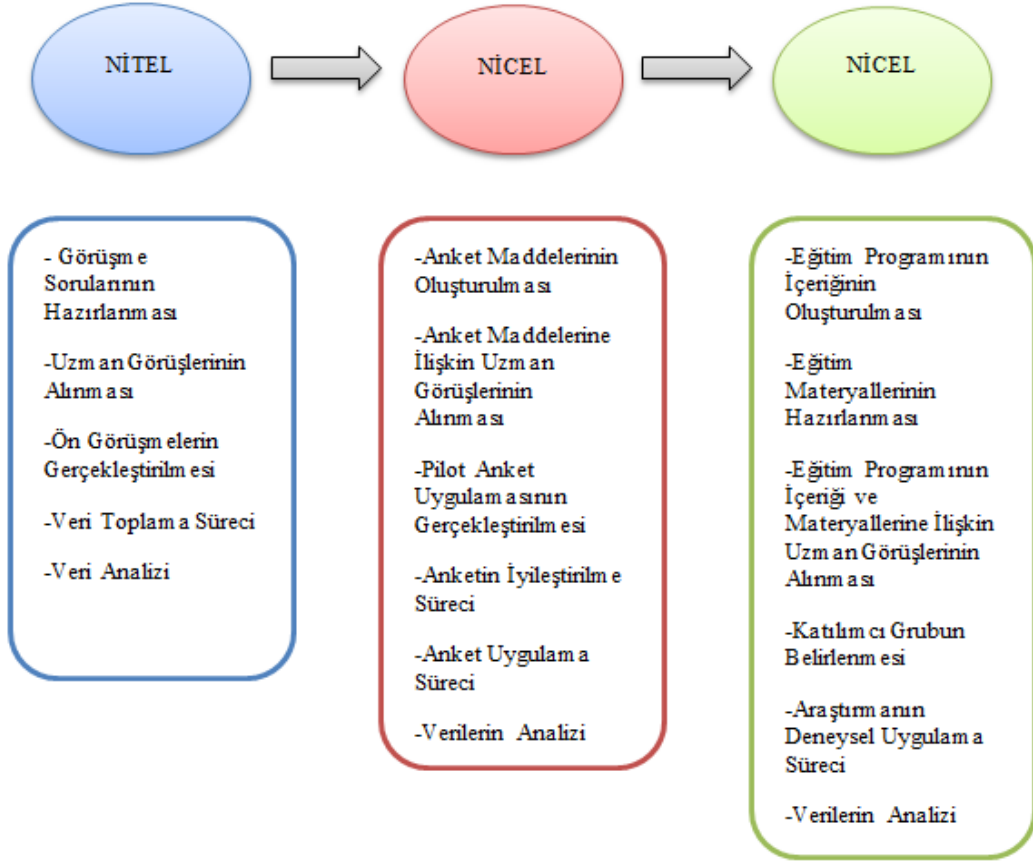 NİTEL
NİCEL
NİCEL
- Görüşme
Sorularının
Hazırlanması
-Uzman Görüşlerinin
Alınması
-Ön Görüşmelerin
Gerçekleştirilmesi
-Veri Toplama Süreci
-Veri Analizi
-Anket Maddelerinin
Oluşturulması
-Anket Maddelerine
İlişkin Uzman
Görüşlerinin
Alınması
-Pilot Anket
Uygulamasının
Gerçekleştirilmesi
-Anketin İyileştirilme
Süreci
-Anket Uygulama
Süreci
-Verilerin Analizi
-Eğitim Programının
İçeriğinin
Oluşturulması
-Eğitim
Materyallerinin
Hazırlanması
-Eğitim Programının
İçeriği ve
Materyallerine İlişkin
Uzman Görüşlerinin
Alınması
-Katılımcı Grubun
Belirlenmesi
-Araştırmanın
Deneysel Uygulama
Süreci
-Verilerin Analizi